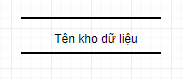 Tên kho dữ liệu